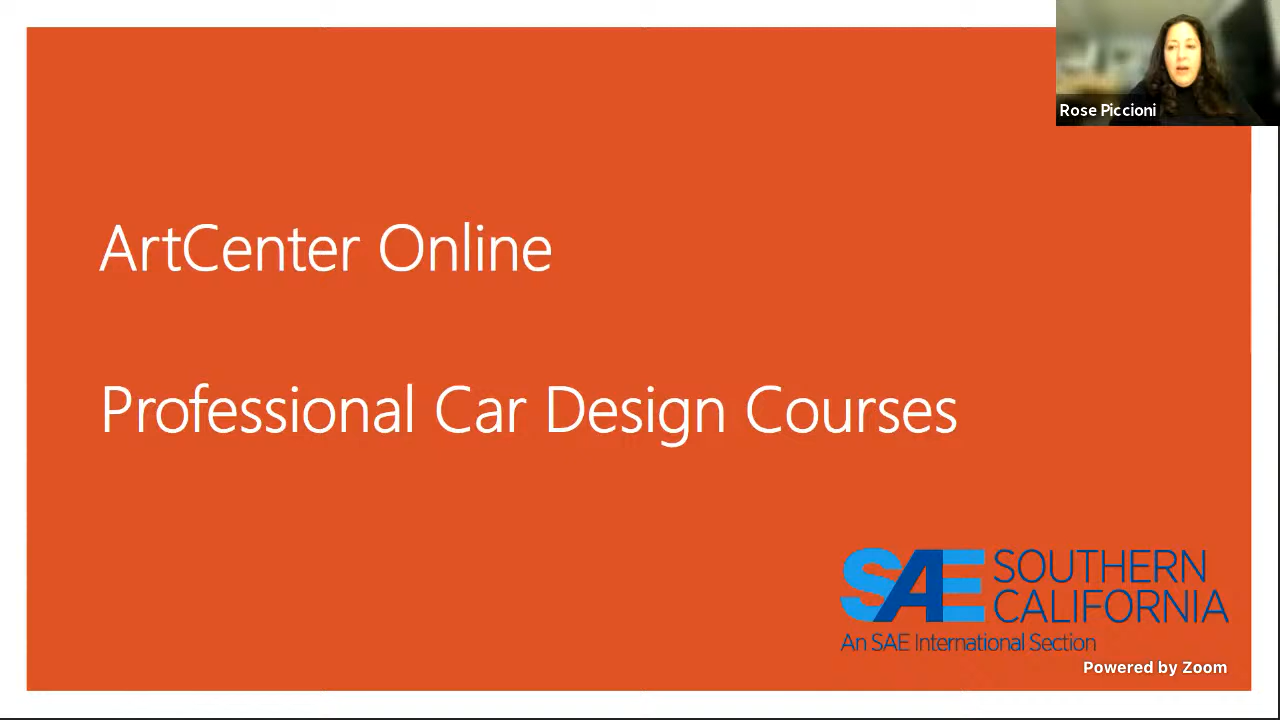 Rose Piccioni
ArtCenter Online
Professional Car Design Courses
SAE SOUTHERN
CALIFORNIA
An SAE International Section
Powered by Zoom